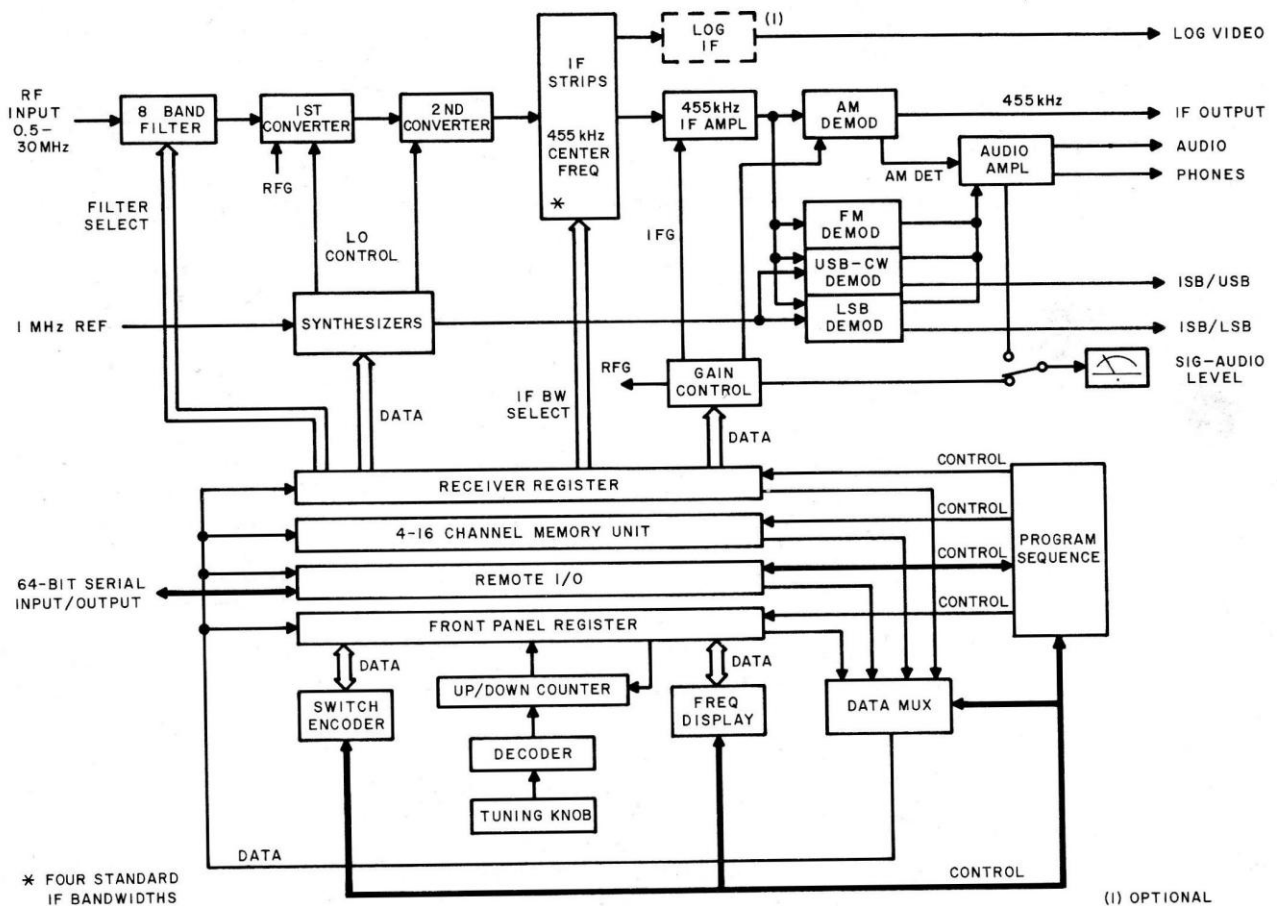 (1)
LOG
IF
LOG VIDEO
IF
STRIPS
455 kHz
CENTER
FREQ
*
RF
INPUT
0.5-
30MHz
8 BAND
FILTER
1ST
CONVERTER
2ND
CONVERTER
455kHz
IF AMPL
AM
DEMOD
455kHz
IF OUTPUT
AUDIO
AM DET
AUDIO
AMPL
PHONES
RFG
FILTER
SELECT
LO
CONTROL
IFG
FM
DEMOD
USB-CW
DEMOD
ISB/USB
LSB
DEMOD
ISB/LSB
1 MHz REF
SYNTHESIZERS
RFG
GAIN
CONTROL
SIG-AUDIO
LEVEL
DATA
IF BW
SELECT
DATA
RECEIVER REGISTER
CONTROL
4-16 CHANNEL MEMORY UNIT
CONTROL
PROGRAM
SEQUENCE
64-BIT SERIAL
INPUT/OUTPUT
REMOTE I/O
CONTROL
FRONT PANEL REGISTER
CONTROL
DATA
DATA
SWITCH
ENCODER
UP/DOWN COUNTER
FREQ
DISPLAY
DATA MUX
DECODER
TUNING KNOB
DATA
CONTROL
* FOUR STANDARD
IF BANDWIDTHS
(1) OPTIONAL